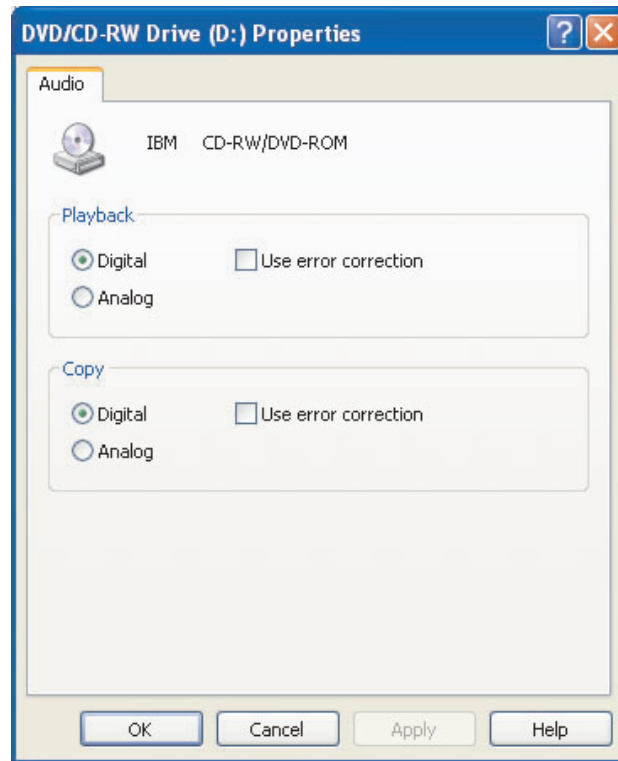 DVD/CD-RW Drive (D:) Properties
Audio
IBM CD-RW/DVD-ROM
Playback
Digital Use error correction
Analog
Copy
Digital Use error correction
Analog
OK Cancel Apply Help